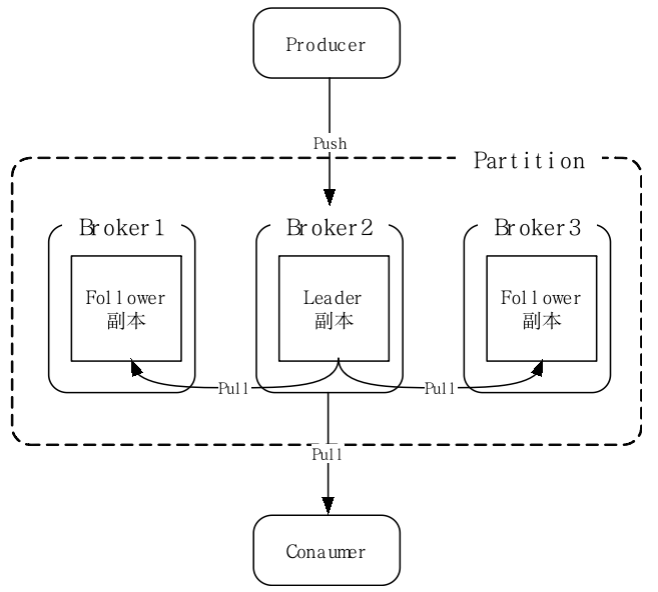 Producer
Push
Partition
Broker1
Broker2
Broker3
Follower
副本
Leader
副本
Follower
副本
Pull
Pull
Pull
Conaumer